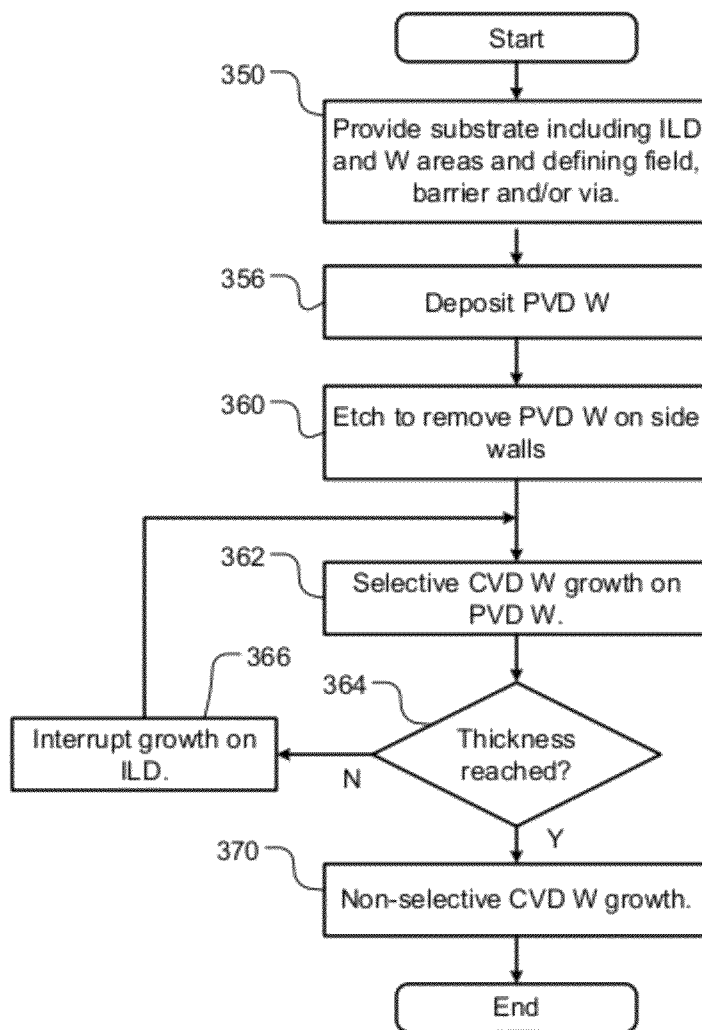 Start
350
Provide substrate including ILD
and W areas and defining field,
barrier and/or via.
356
Deposit PVD W
360
Etch to remove PVD W on side
walls
362
Selective CVD W growth on
PVD W.
366
364
Interrupt growth on
ILD.
Thickness
reached?
N
Y
370
Non-selective CVD W growth.
End